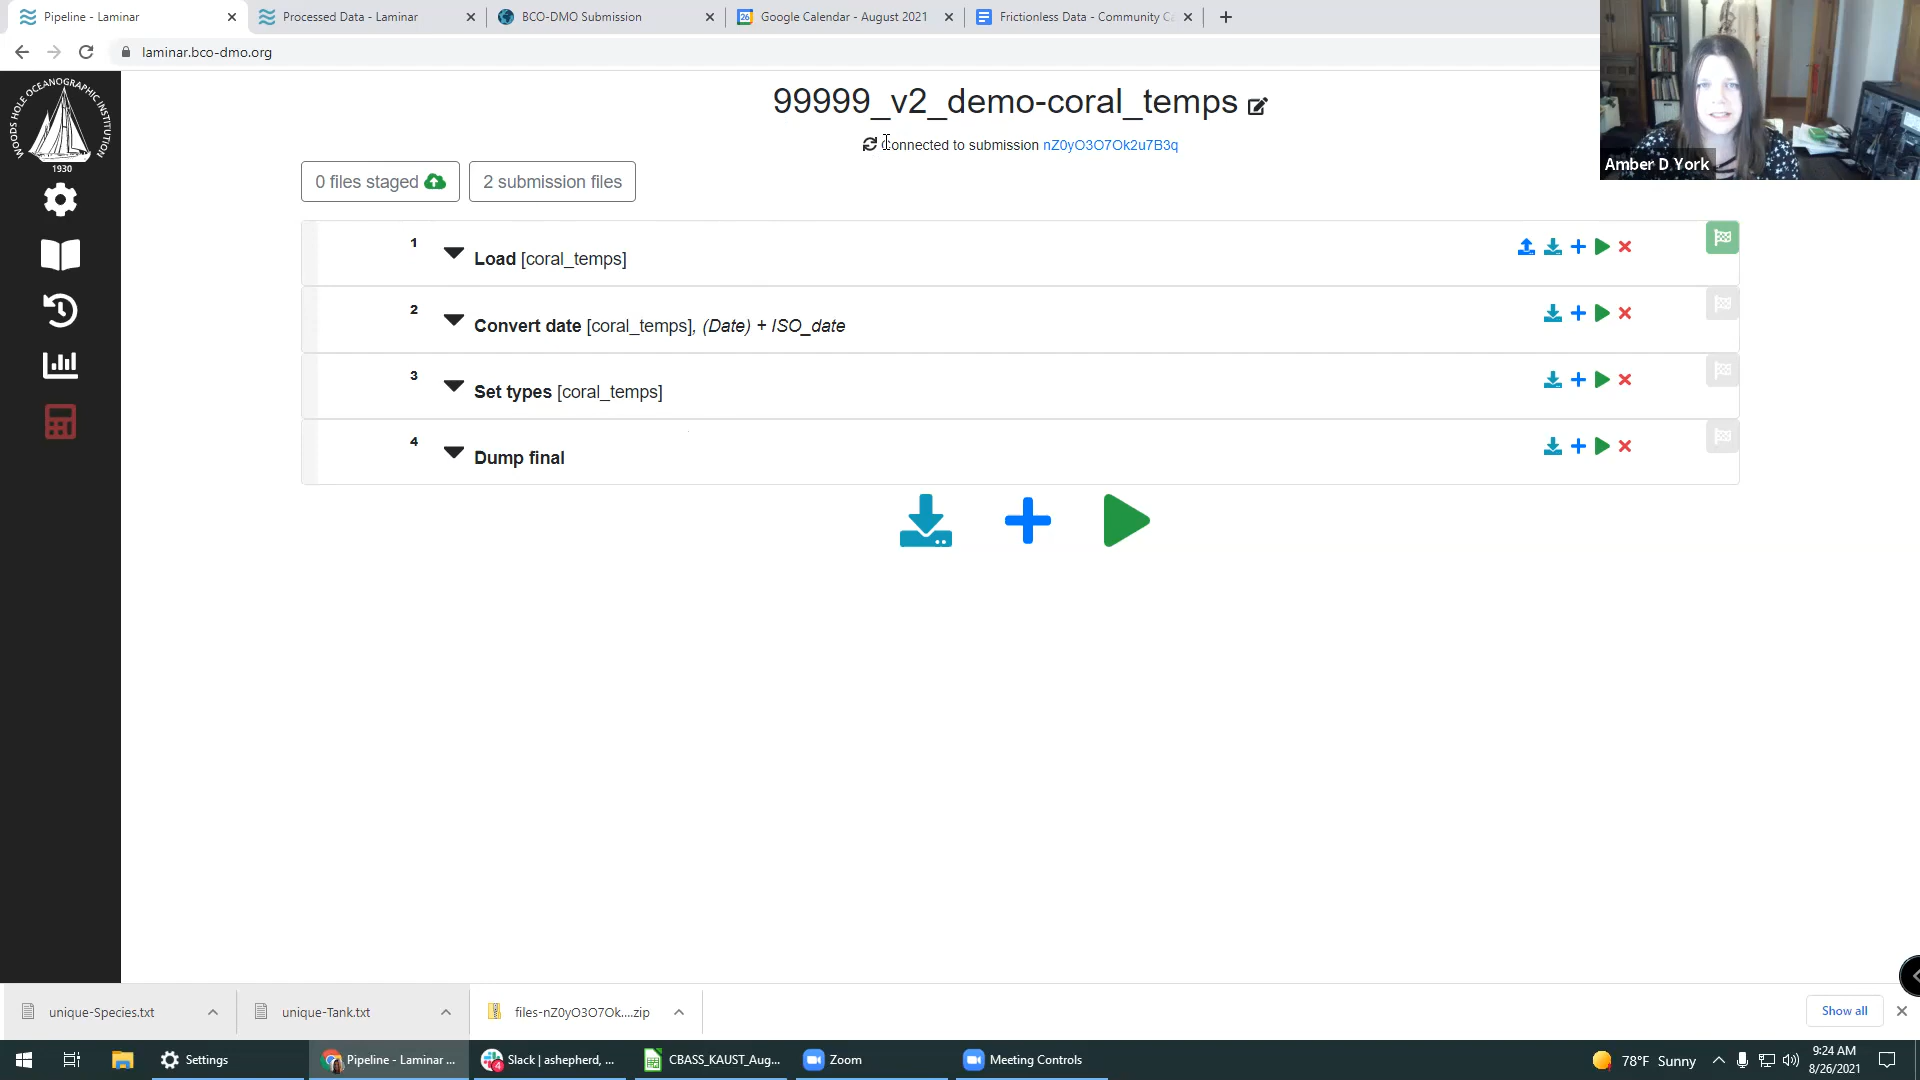 Pipeline - Laminar
Processed Data - Laminar
BCO-DMO Submission
Google Calendar - August 2021
Frictionless Data - Community Ca
laminar.bco-dmo.org
WOODS HOLE OCEANOGRAPHIC INSTITUTION
1930
99999_v2_demo-coral_temps
Connected to submission nZ0yO3O7Ok2u7B3q
Amber D York
0 files staged
2 submission files
1
Load [coral_temps]
2
Convert date [coral_temps], (Date) + ISO_date
3
Set types [coral_temps]
4
Dump final
unique-Species.txt
unique-Tank.txt
files-nZ0yO3O7Ok....zip
Show all
Settings
Pipeline - Laminar ...
4
Slack | ashepherd, ...
CBASS_KAUST_Aug...
Zoom
Meeting Controls
78°F Sunny
9:24 AM
8/26/2021